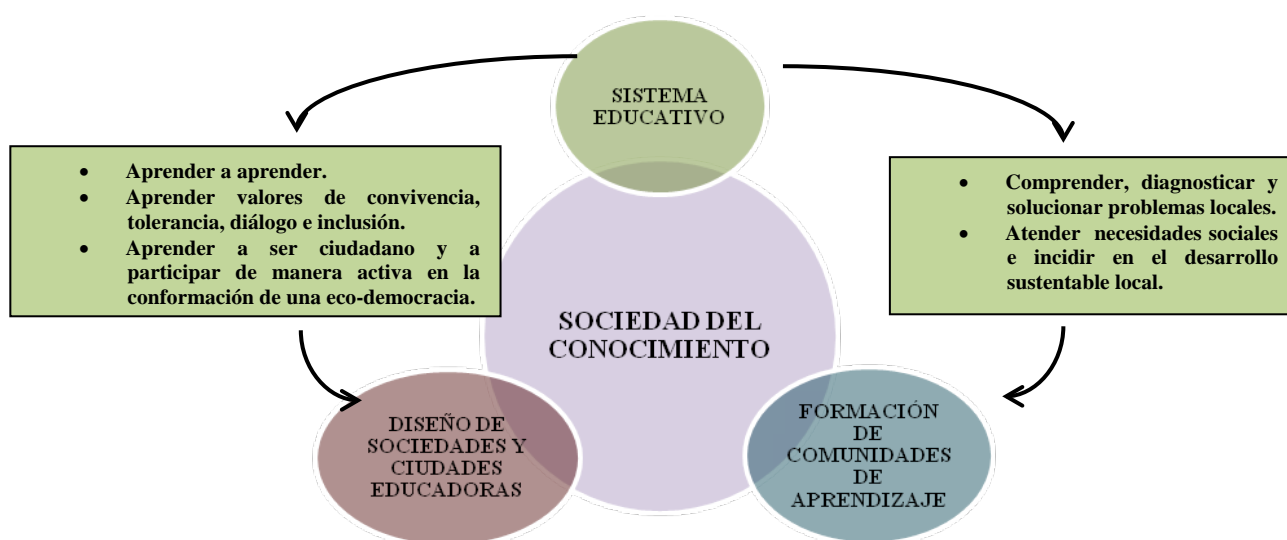 SISTEMA
EDUCATIVO
• Aprender a aprender.
• Aprender valores de convivencia,
tolerancia, diálogo e inclusión.
• Aprender a ser ciudadano y a
participar de manera activa en la
conformación de una eco-democracia.
• Comprender, diagnosticar y
solucionar problemas locales.
• Atender necesidades sociales
e incidir en el desarrollo
sustentable local.
SOCIEDAD DEL
CONOCIMIENTO
DISEÑO DE
SOCIEDADES Y
CIUDADES
EDUCADORAS
FORMACIÓN
DE
COMUNIDADES
DE
APRENDIZAJE